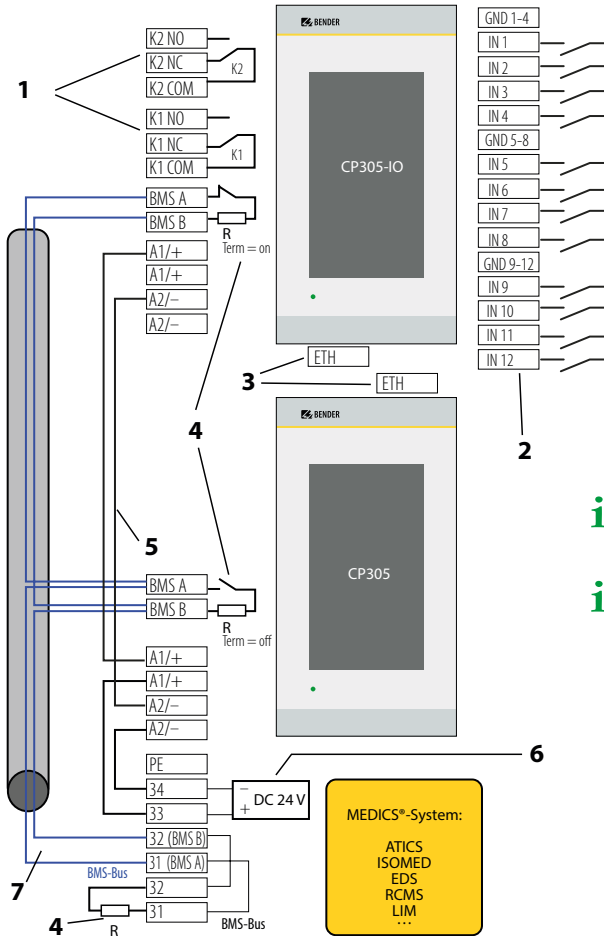 1
K2 NO
K2 NC
K2 COM
K2
K1 NO
K1 NC
K1 COM
K1
BMS A
BMS B
R
Term = on
A1/+
A1/+
A2/−
A2/−
BENDER
CP305-IO
GND 1-4
IN 1
IN 2
IN 3
IN 4
GND 5-8
IN 5
IN 6
IN 7
IN 8
GND 9-12
IN 9
IN 10
IN 11
IN 12
2
3
ETH
ETH
4
5
BENDER
CP305
i
i
BMS A
BMS B
R
Term = off
A1/+
A1/+
A2/−
A2/−
PE
34
33
−
+
DC 24 V
6
32 (BMS B)
31 (BMS A)
32
31
BMS-Bus
BMS-Bus
7
4
R
MEDICS®-System:
ATICS
ISOMED
EDS
RCMS
LIM
...